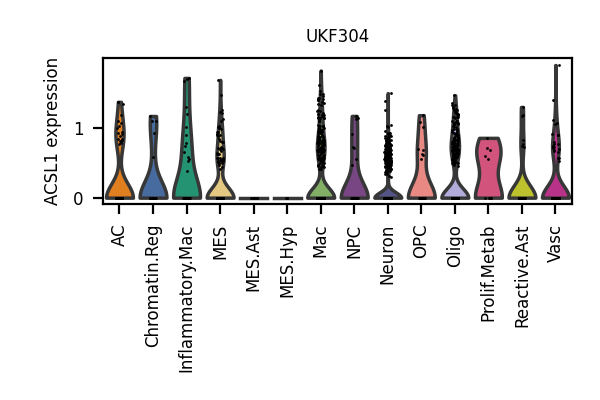 UKF304
ACSL1 expression
1
0
AC
Chromatin.Reg
Inflammatory.Mac
MES
MES.Ast
MES.Hyp
Mac
NPC
Neuron
OPC
Oligo
Prolif.Metab
Reactive.Ast
Vasc